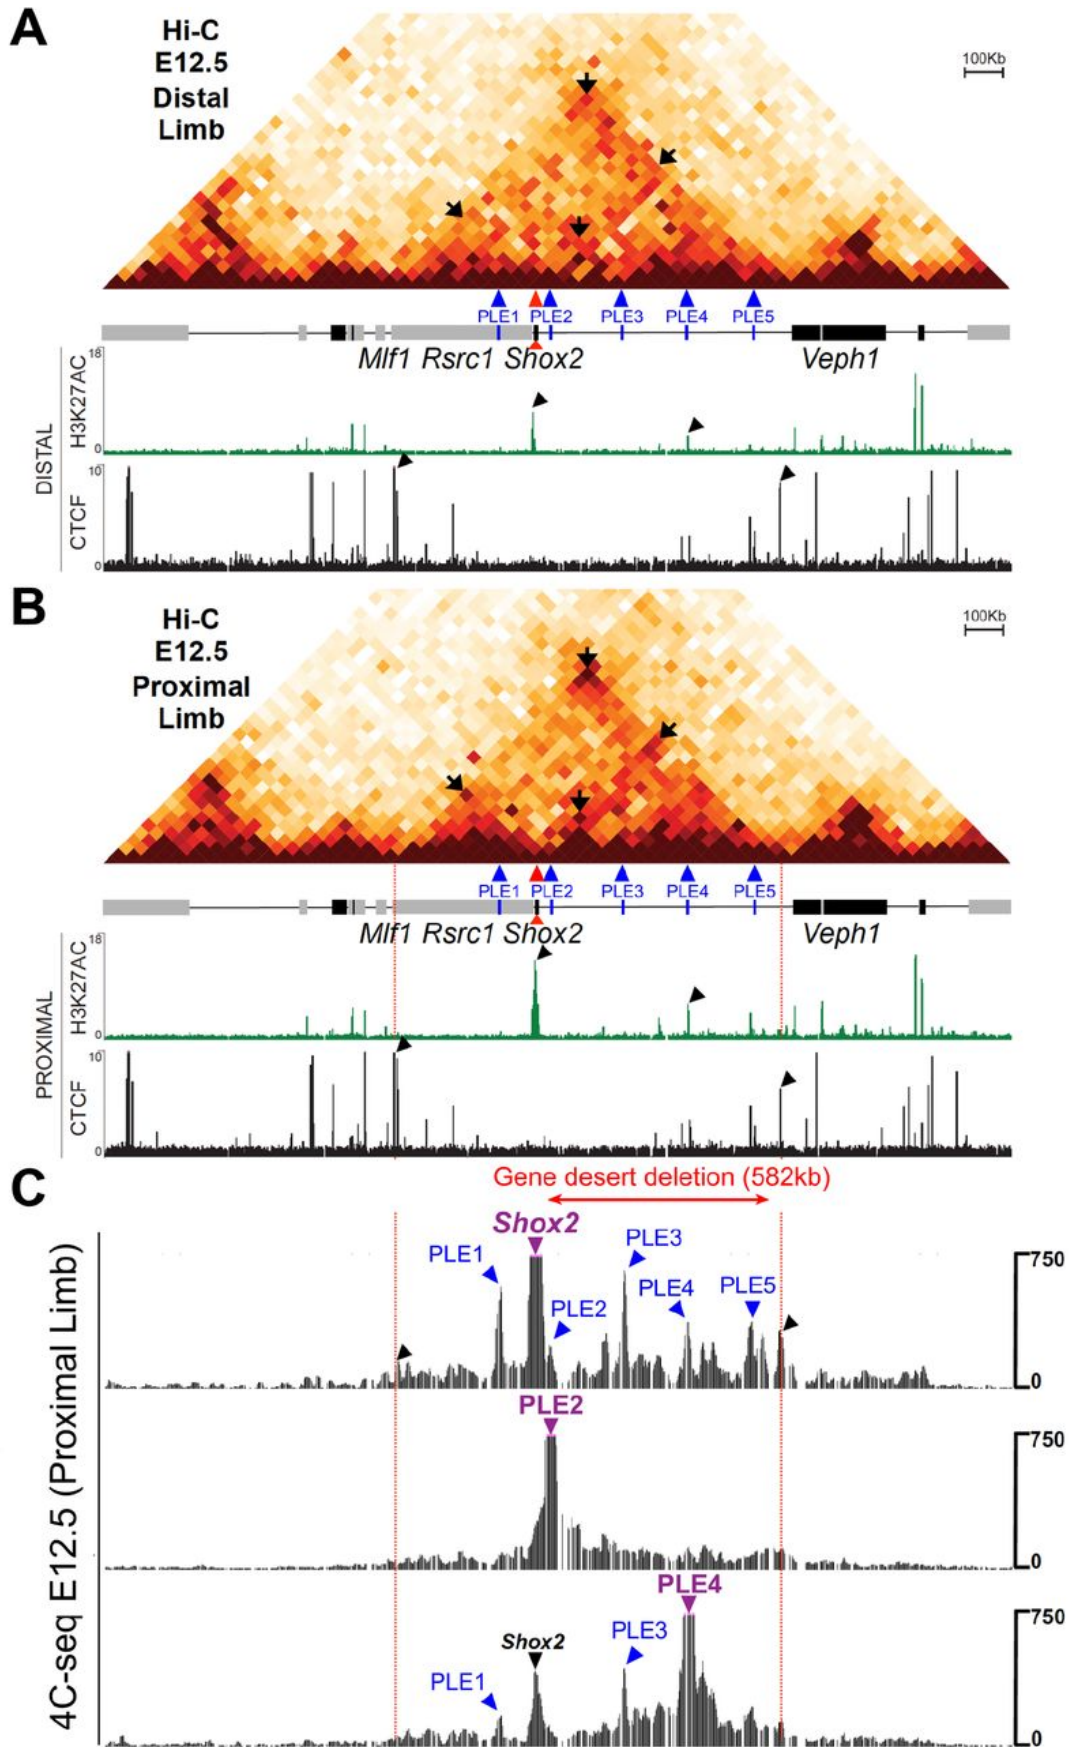 A
Hi-C
E12.5
Distal
Limb
100Kb
PLE1 PLE2 PLE3 PLE4 PLE5
Mlf1 Rsrc1 Shox2 Veph1
DISTAL
H3K27AC
18
0
CTCF
10
0
B
Hi-C
E12.5
Proximal
Limb
100Kb
PLE1 PLE2 PLE3 PLE4 PLE5
Mlf1 Rsrc1 Shox2 Veph1
PROXIMAL
H3K27AC
18
0
CTCF
10
0
C
Gene desert deletion (582kb)
4C-seq E12.5 (Proximal Limb)
Shox2
PLE1 PLE3
PLE2 PLE4 PLE5
750
0
PLE2
750
0
PLE4
Shox2 PLE3
PLE1
750
0